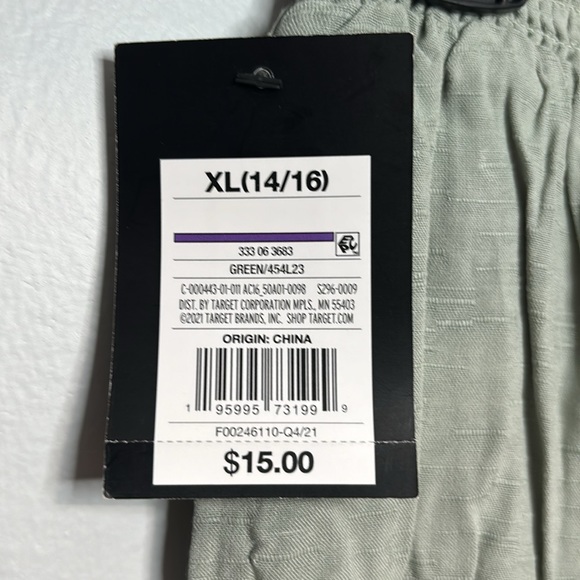 XL(14/16)
333 06 3683
GREEN/454L23
C-000443-01-011 AC16_50A01-0098 S296-0009
DIST. BY TARGET CORPORATION MPLS., MN 55403
©2021 TARGET BRANDS, INC. SHOP TARGET.COM
ORIGIN: CHINA
1 95995 73199 9
F00246110-Q4/21
$15.00